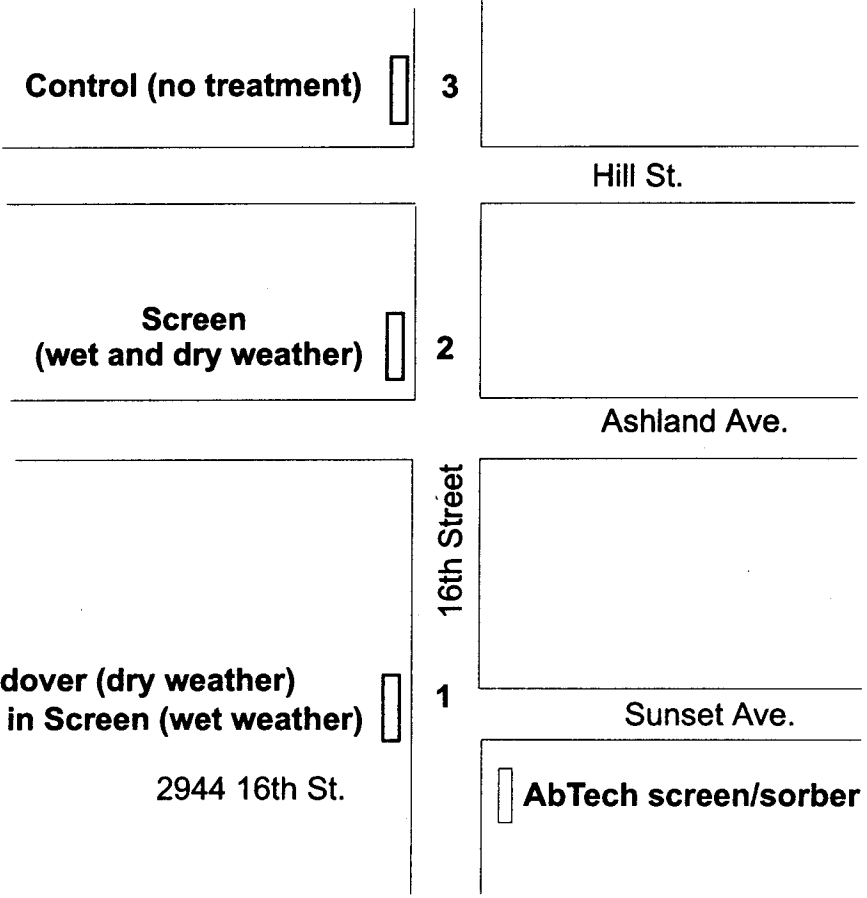 Control (no treatment)
3
Hill St.
Screen
(wet and dry weather)
2
Ashland Ave.
16th Street
dover (dry weather)
in Screen (wet weather)
1
Sunset Ave.
2944 16th St.
AbTech screen/sorber